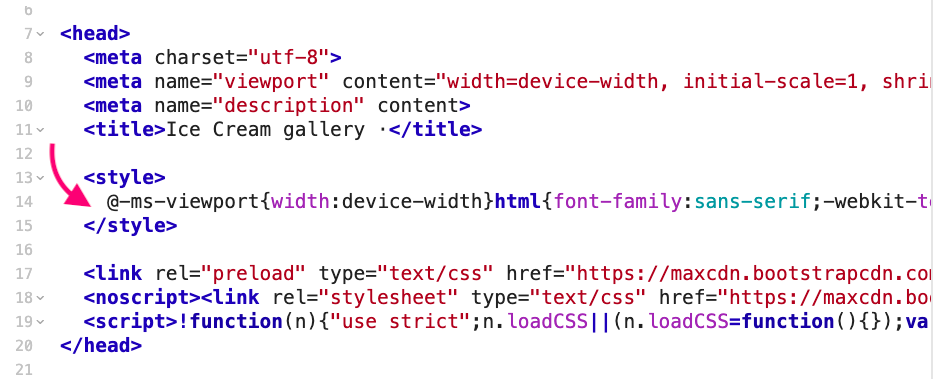 6
7 <head>
8 <meta charset="utf-8">
9 <meta name="viewport" content="width=device-width, initial-scale=1, shri
10 <meta name="description" content>
11 <title>Ice Cream gallery ·</title>
12
13 <style>
14 @-ms-viewport{width:device-width}html{font-family:sans-serif;-webkit-te
15 </style>
16
17 <link rel="preload" type="text/css" href="https://maxcdn.bootstrapcdn.com
18 <noscript><link rel="stylesheet" type="text/css" href="https://maxcdn.bo
19 <script>!function(n){"use strict";n.loadCSS||(n.loadCSS=function(){});va
20 </head>
21